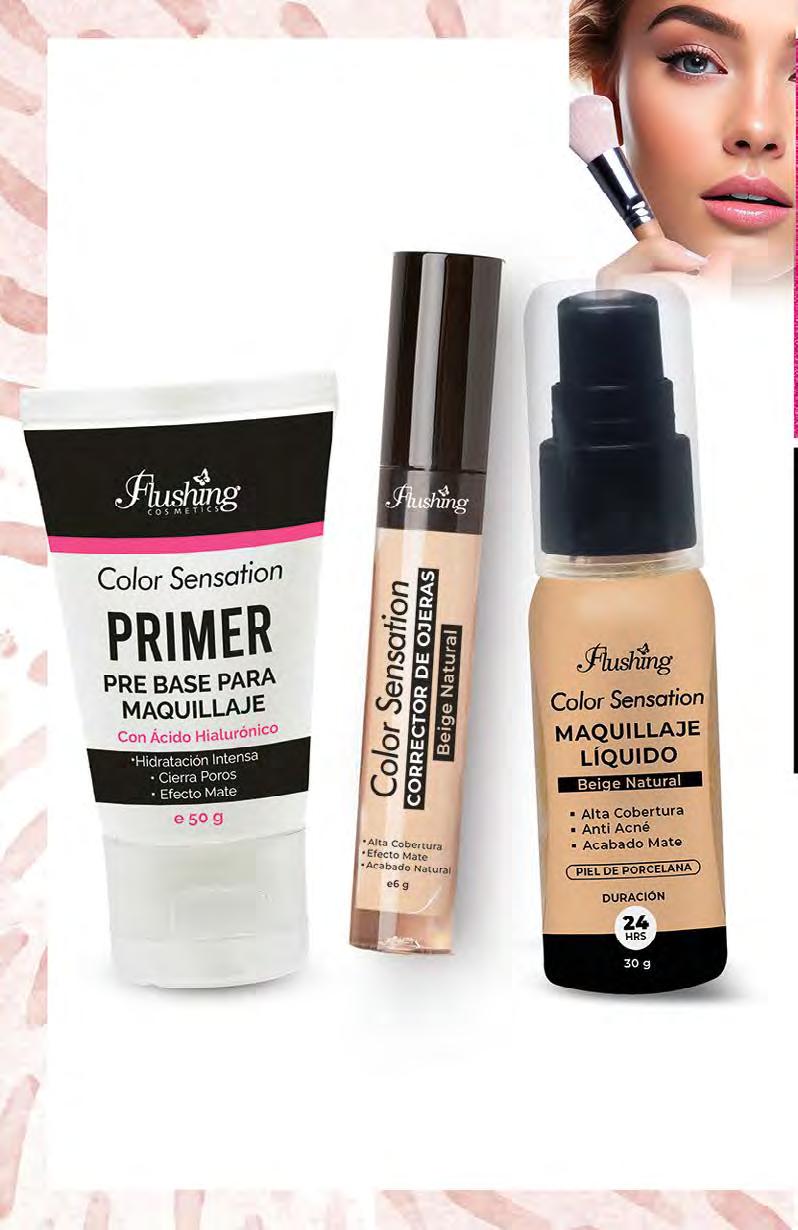 Flushing
COSMETICS
Color Sensation
PRIMER
PRE BASE PARA
MAQUILLAJE
Con Ácido Hialurónico
•Hidratación Intensa
• Cierra Poros
• Efecto Mate
e 50 g
Flushing
Color Sensation
CORRECTOR DE OJERAS
Beige Natural
•Alta Cobertura
•Efecto Mate
•Acabado Natural
e6 g
Flushing
Color Sensation
MAQUILLAJE
LÍQUIDO
Beige Natural
▪ Alta Cobertura
▪ Anti Acné
▪ Acabado Mate
PIEL DE PORCELANA
DURACIÓN
24
HRS
30 g